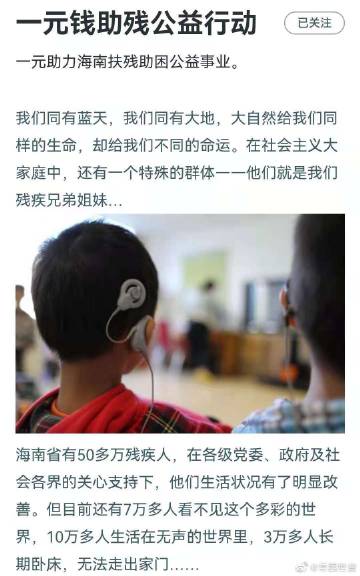 一元钱助残公益行动
已关注
一元助力海南扶残助困公益事业。
我们同有蓝天，我们同有大地，大自然给我们同
样的生命，却给我们不同的命运。在社会主义大
家庭中，还有一个特殊的群体一一他们就是我们
残疾兄弟姐妹...
海南省有50多万残疾人，在各级党委、政府及社
会各界的关心支持下，他们生活状况有了明显改
善。但目前还有7万多人看不见这个多彩的世
界，10万多人生活在无声的世界里，3万多人长
期卧床，无法走出家门......